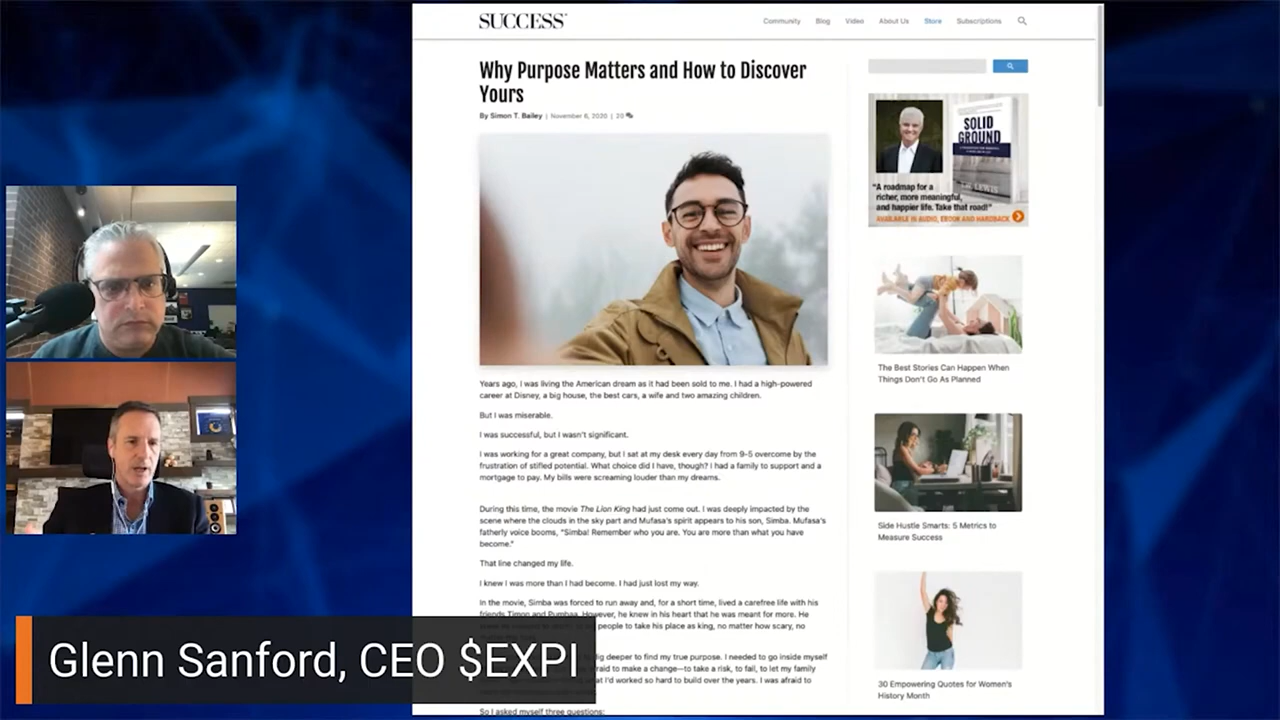 SUCCESS
Community Blog Video About Us Store Subscriptions
Why Purpose Matters and How to Discover
Yours
By Simon T. Bailey | November 6, 2020 | 20
Years ago, I was living the American dream as it had been sold to me. I had a high-powered
career at Disney, a big house, the best cars, a wife and two amazing children.
But I was miserable.
I was successful, but I wasn't significant.
I was working for a great company, but I sat at my desk every day from 9-5 overcome by the
frustration of stifled potential. What choice did I have, though? I had a family to support and a
mortgage to pay. My bills were screaming louder than my dreams.
During this time, the movie The Lion King had just come out. I was deeply impacted by the
scene where the clouds in the sky part and Mufasa's spirit appears to his son, Simba. Mufasa's
fatherly voice booms, "Simba! Remember who you are. You are more than what you have
become."
That line changed my life.
I knew I was more than I had become. I had just lost my way.
In the movie, Simba was forced to run away and, for a short time, lived a carefree life with his
friends Timon and Pumbaa. However, he knew in his heart that he was meant for more. He
people to take his place as king, no matter how scary, no
dig deeper to find my true purpose. I needed to go inside myself
afraid to make a change—to take a risk, to fail, to let my family
what I'd worked so hard to build over the years. I was afraid to
So I asked myself three questions:
SOLID
GROUND
"A roadmap for a
richer, more meaningful,
and happier life. Take that road!"
AVAILABLE IN AUDIO, EBOOK AND HARDBACK
The Best Stories Can Happen When
Things Don't Go As Planned
Side Hustle Smarts: 5 Metrics to
Measure Success
30 Empowering Quotes for Women's
History Month
Glenn Sanford, CEO $EXPI